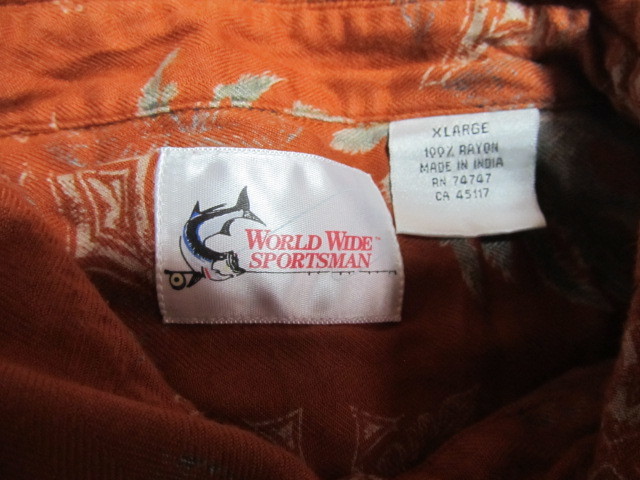 WORLD WIDE™
SPORTSMAN
XLARGE
100% RAYON
MADE IN INDIA
RN 74747
CA 45117